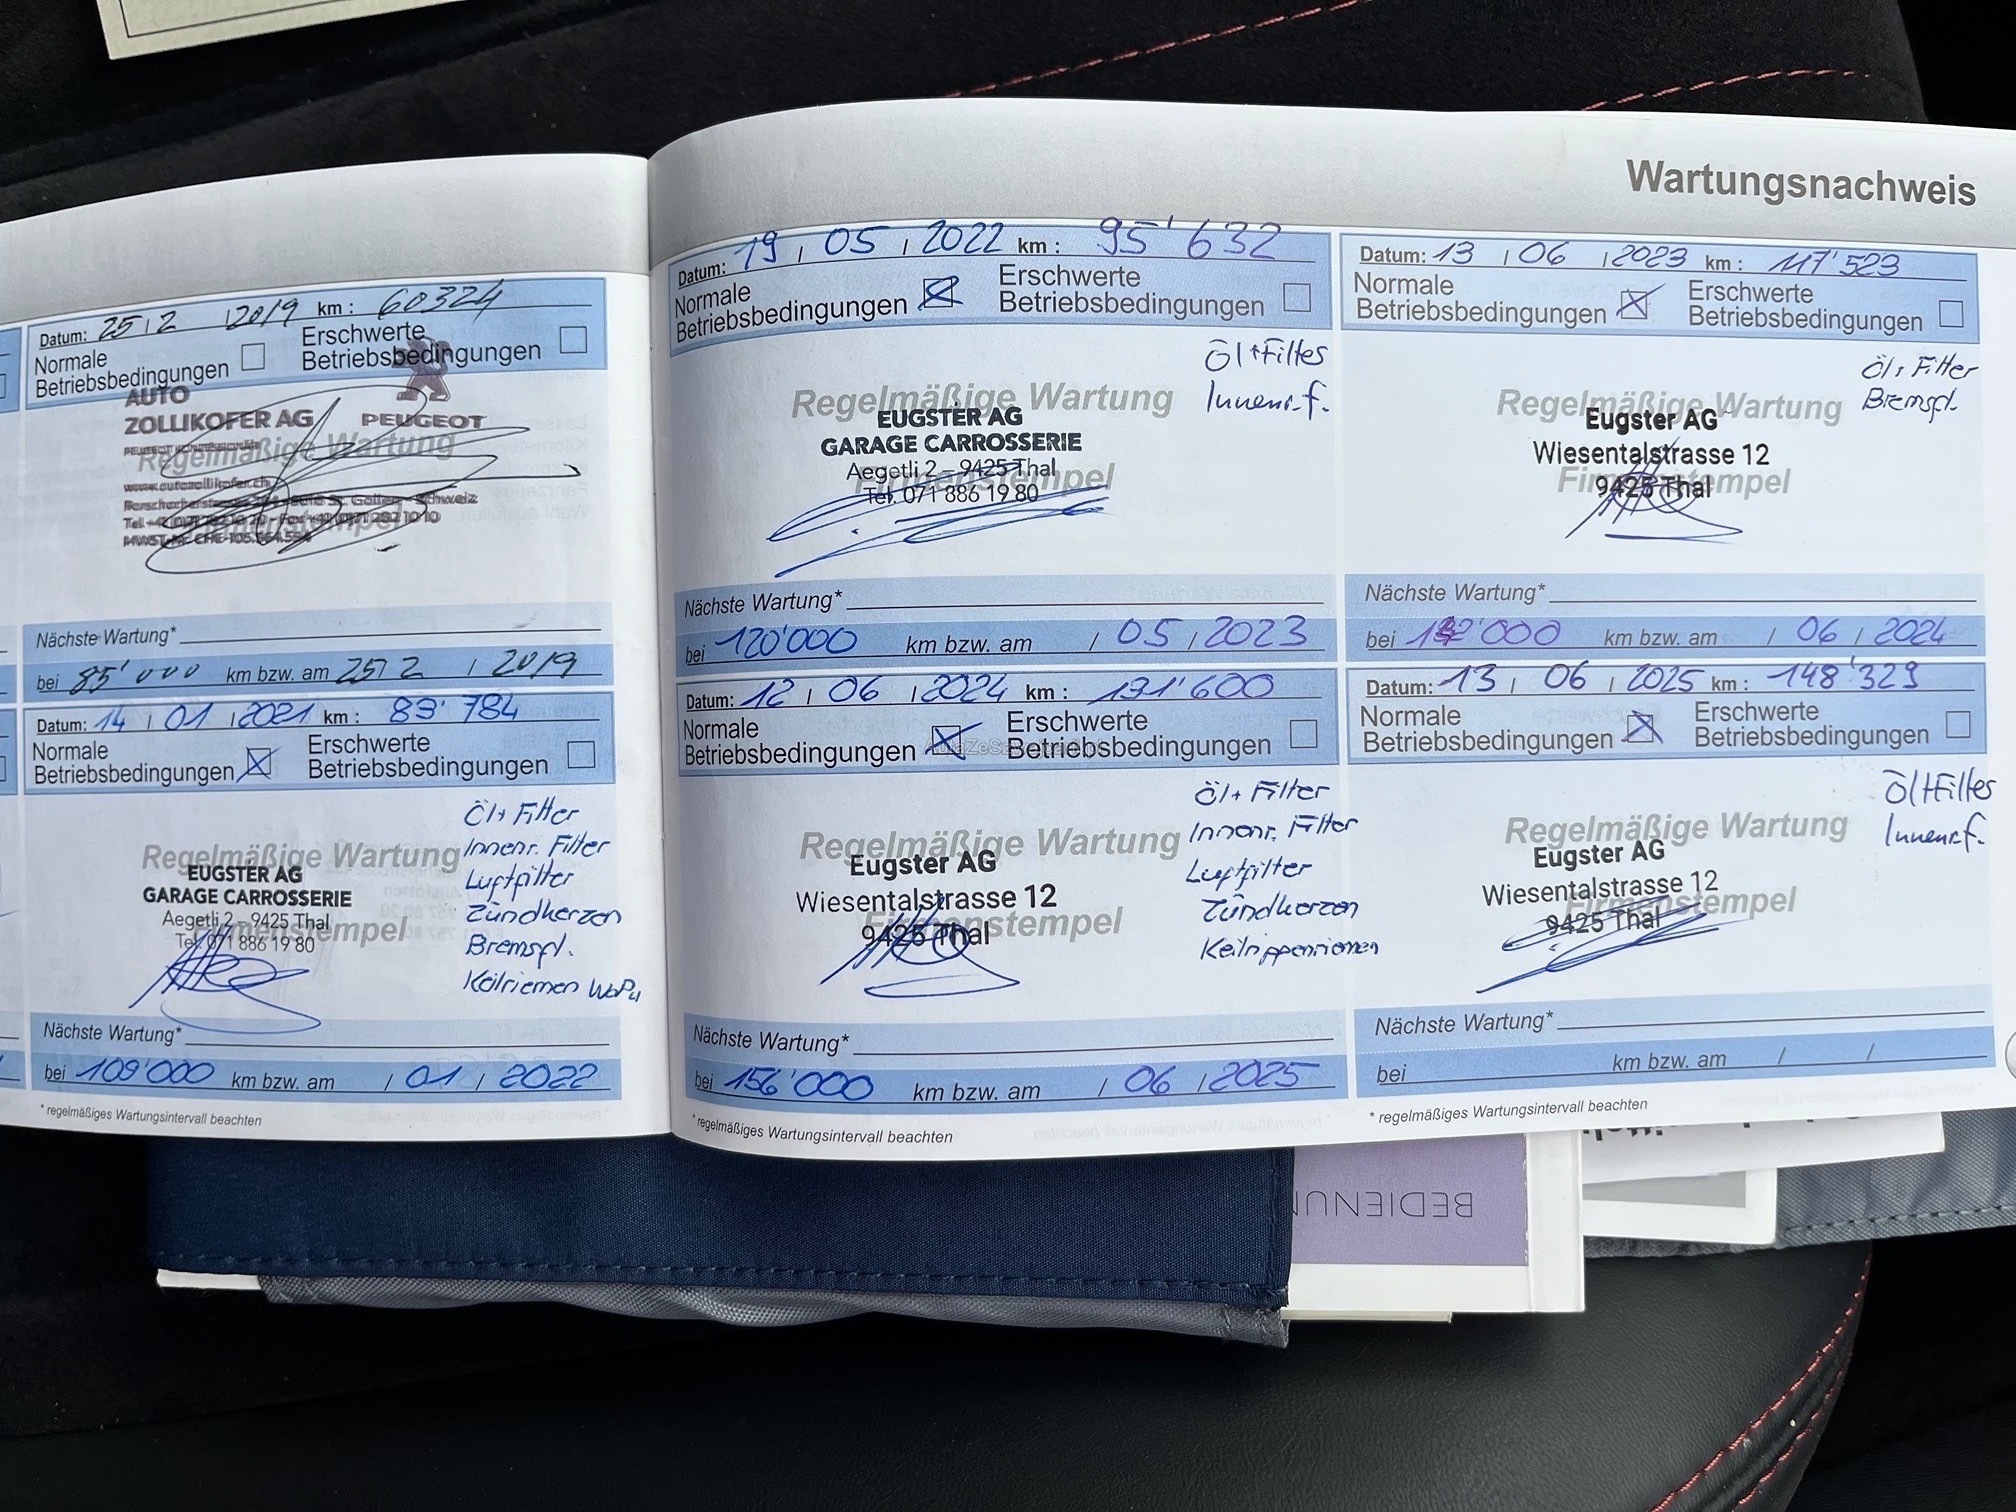 Wartungsnachweis
Datum: 25 / 2 / 2019 km : 60324
Normale Betriebsbedingungen
Erschwerte Betriebsbedingungen
AUTO
ZOLLIKOFER AG PEUGEOT
Regelmäßige Wartung
www.autozollikofer.ch
St. Gallen - Schweiz
Firmenstempel
Nächste Wartung*
bei 85'000 km bzw. am 25 / 2 / 2019
Datum: 14 / 01 / 2021 km : 83'784
Normale Betriebsbedingungen
Erschwerte Betriebsbedingungen
Öl + Filter
Innenr. Filter
Luftfilter
Zündkerzen
Bremsfl.
Keilriemen WaPu
Regelmäßige Wartung
EUGSTER AG
GARAGE CARROSSERIE
Aegetli 2 – 9425 Thal
Tel. 071 886 19 80
Firmenstempel
Nächste Wartung*
bei 109'000 km bzw. am / 01 / 2022
* regelmäßiges Wartungsintervall beachten
Datum: 19 / 05 / 2022 km : 95'632
Normale Betriebsbedingungen
Erschwerte Betriebsbedingungen
Öl + Filter
Innenr. f.
Regelmäßige Wartung
EUGSTER AG
GARAGE CARROSSERIE
Aegetli 2 – 9425 Thal
Tel. 071 886 19 80
Firmenstempel
Nächste Wartung*
bei 120'000 km bzw. am / 05 / 2023
Datum: 13 / 06 / 2023 km : 117'523
Normale Betriebsbedingungen
Erschwerte Betriebsbedingungen
Öl + Filter
Bremsfl.
Regelmäßige Wartung
Eugster AG
Wiesentalstrasse 12
9425 Thal
Firmenstempel
Nächste Wartung*
bei km bzw. am / 06 / 2024
Datum: 12 / 06 / 2024 km : 131'600
Normale Betriebsbedingungen
Erschwerte Betriebsbedingungen
Öl + Filter
Innenr. Filter
Luftfilter
Zündkerzen
Keilrippenriemen
Regelmäßige Wartung
Eugster AG
Wiesentalstrasse 12
9425 Thal
Firmenstempel
Nächste Wartung*
bei 156'000 km bzw. am / 06 / 2025
* regelmäßiges Wartungsintervall beachten
Datum: 13 / 06 / 2025 km : 148'329
Normale Betriebsbedingungen
Erschwerte Betriebsbedingungen
Öl + Filter
Innenr. f.
Regelmäßige Wartung
Eugster AG
Wiesentalstrasse 12
9425 Thal
Firmenstempel
Nächste Wartung*
bei km bzw. am / /
* regelmäßiges Wartungsintervall beachten
BEDIENUN